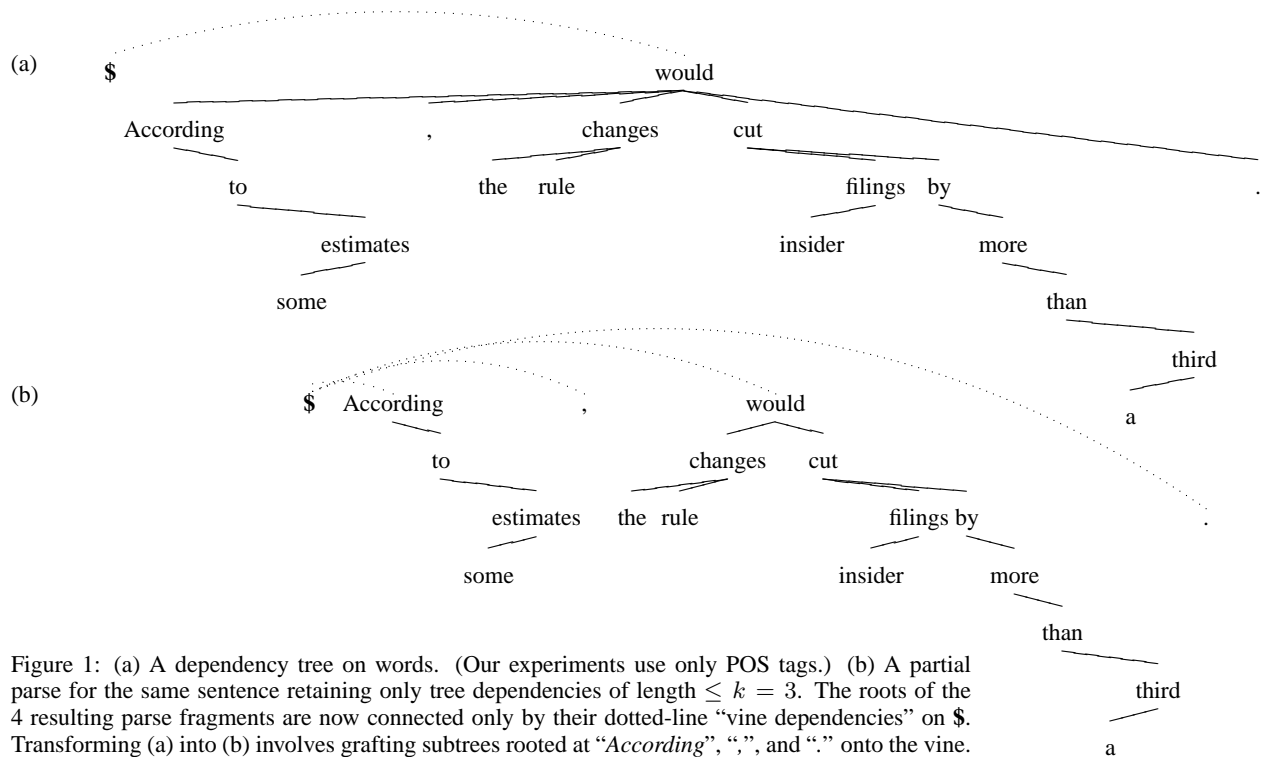 (a) $ would
According , changes cut
to the rule filings by .
estimates insider more
some than
third
(b) $ According , would a
to changes cut
estimates the rule filings by .
some insider more
than
third
a
Figure 1: (a) A dependency tree on words. (Our experiments use only POS tags.) (b) A partial
parse for the same sentence retaining only tree dependencies of length ≤ k = 3. The roots of the
4 resulting parse fragments are now connected only by their dotted-line “vine dependencies” on $.
Transforming (a) into (b) involves grafting subtrees rooted at “According”, “,”, and “.” onto the vine.